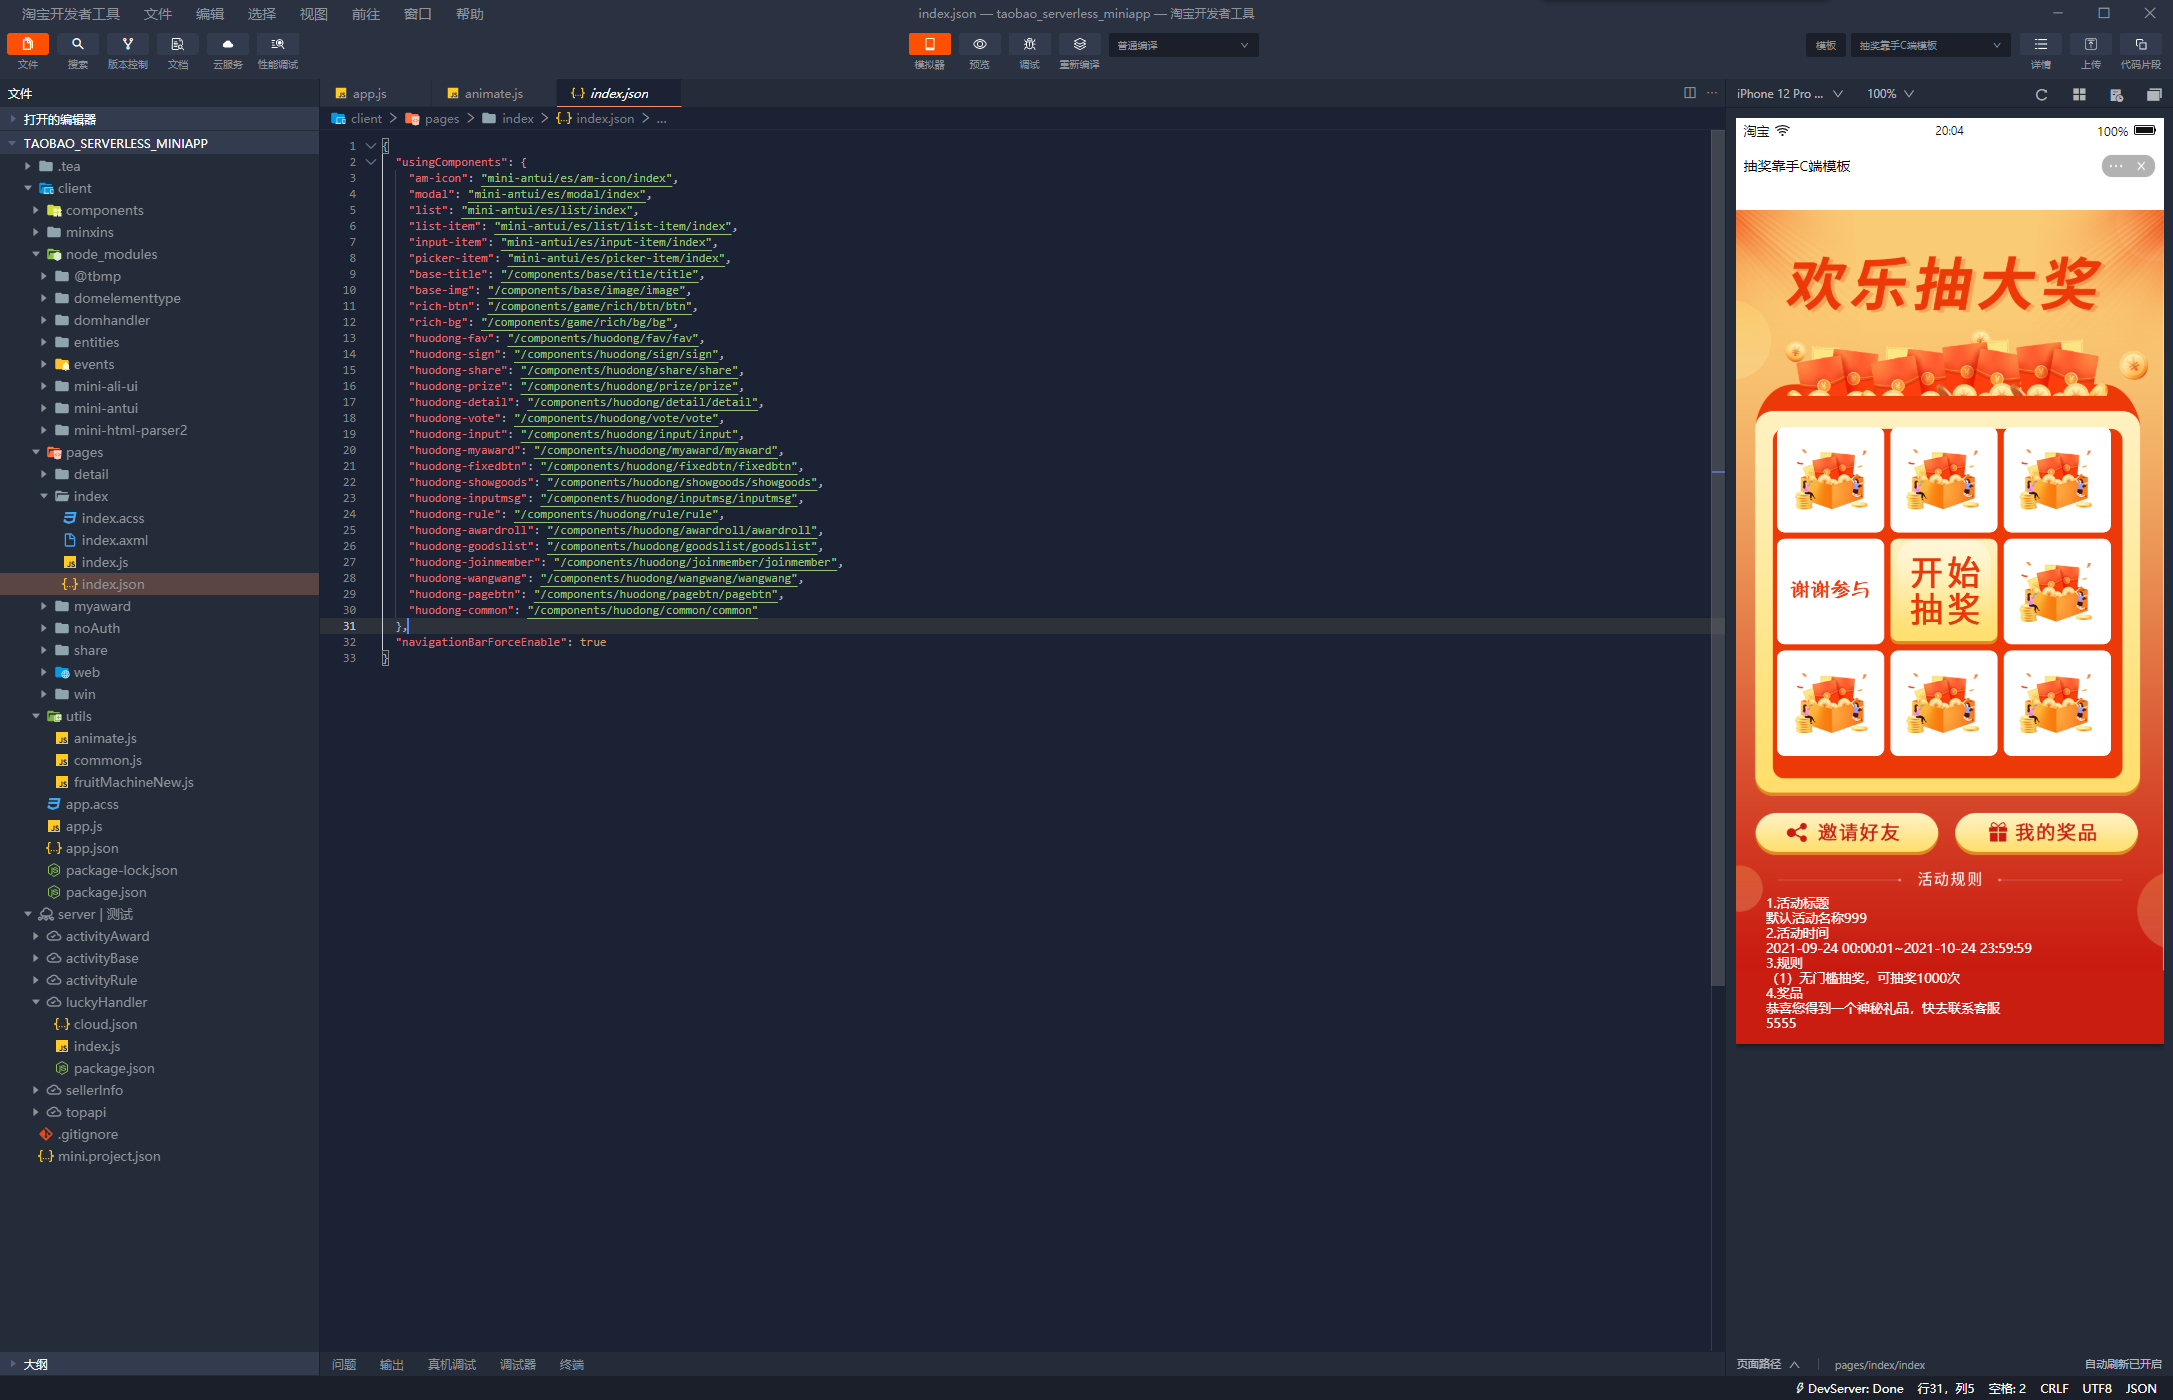 淘宝开发者工具 文件 编辑 选择 视图 前往 窗口 帮助
index.json — taobao_serverless_miniapp — 淘宝开发者工具
文件 搜索 版本控制 文档 云服务 性能调试
模拟器 预览 调试 重新编译 普通编译
模板 抽奖靠手C端模板 详情 上传 代码片段
文件
打开的编辑器
TAOBAO_SERVERLESS_MINIAPP
.tea
client
components
minxins
node_modules
@tbmp
domelementtype
domhandler
entities
events
mini-ali-ui
mini-antui
mini-html-parser2
pages
detail
index
index.acss
index.axml
index.js
index.json
myaward
noAuth
share
web
win
utils
animate.js
common.js
fruitMachineNew.js
app.acss
app.js
app.json
package-lock.json
package.json
server | 测试
activityAward
activityBase
activityRule
luckyHandler
cloud.json
index.js
package.json
sellerInfo
topapi
.gitignore
mini.project.json
大纲
app.js animate.js index.json
client > pages > index > {..} index.json > ...
1 {
2 "usingComponents": {
3 "am-icon": "mini-antui/es/am-icon/index",
4 "modal": "mini-antui/es/modal/index",
5 "list": "mini-antui/es/list/index",
6 "list-item": "mini-antui/es/list/list-item/index",
7 "input-item": "mini-antui/es/input-item/index",
8 "picker-item": "mini-antui/es/picker-item/index",
9 "base-title": "/components/base/title/title",
10 "base-img": "/components/base/image/image",
11 "rich-btn": "/components/game/rich/btn/btn",
12 "rich-bg": "/components/game/rich/bg/bg",
13 "huodong-fav": "/components/huodong/fav/fav",
14 "huodong-sign": "/components/huodong/sign/sign",
15 "huodong-share": "/components/huodong/share/share",
16 "huodong-prize": "/components/huodong/prize/prize",
17 "huodong-detail": "/components/huodong/detail/detail",
18 "huodong-vote": "/components/huodong/vote/vote",
19 "huodong-input": "/components/huodong/input/input",
20 "huodong-myaward": "/components/huodong/myaward/myaward",
21 "huodong-fixedbtn": "/components/huodong/fixedbtn/fixedbtn",
22 "huodong-showgoods": "/components/huodong/showgoods/showgoods",
23 "huodong-inputmsg": "/components/huodong/inputmsg/inputmsg",
24 "huodong-rule": "/components/huodong/rule/rule",
25 "huodong-awardroll": "/components/huodong/awardroll/awardroll",
26 "huodong-goodslist": "/components/huodong/goodslist/goodslist",
27 "huodong-joinmember": "/components/huodong/joinmember/joinmember",
28 "huodong-wangwang": "/components/huodong/wangwang/wangwang",
29 "huodong-pagebtn": "/components/huodong/pagebtn/pagebtn",
30 "huodong-common": "/components/huodong/common/common"
31 },
32 "navigationBarForceEnable": true
33 }
问题 输出 真机调试 调试器 终端
iPhone 12 Pro ... 100%
淘宝 20:04 100%
抽奖靠手C端模板
欢乐抽大奖
谢谢参与
开始
抽奖
邀请好友 我的奖品
活动规则
1.活动标题
默认活动名称999
2.活动时间
2021-09-24 00:00:01~2021-10-24 23:59:59
3.规则
（1）无门槛抽奖，可抽奖1000次
4.奖品
恭喜您得到一个神秘礼品，快去联系客服
5555
页面路径 pages/index/index 自动刷新已开启
DevServer: Done 行31，列5 空格: 2 CRLF UTF8 JSON